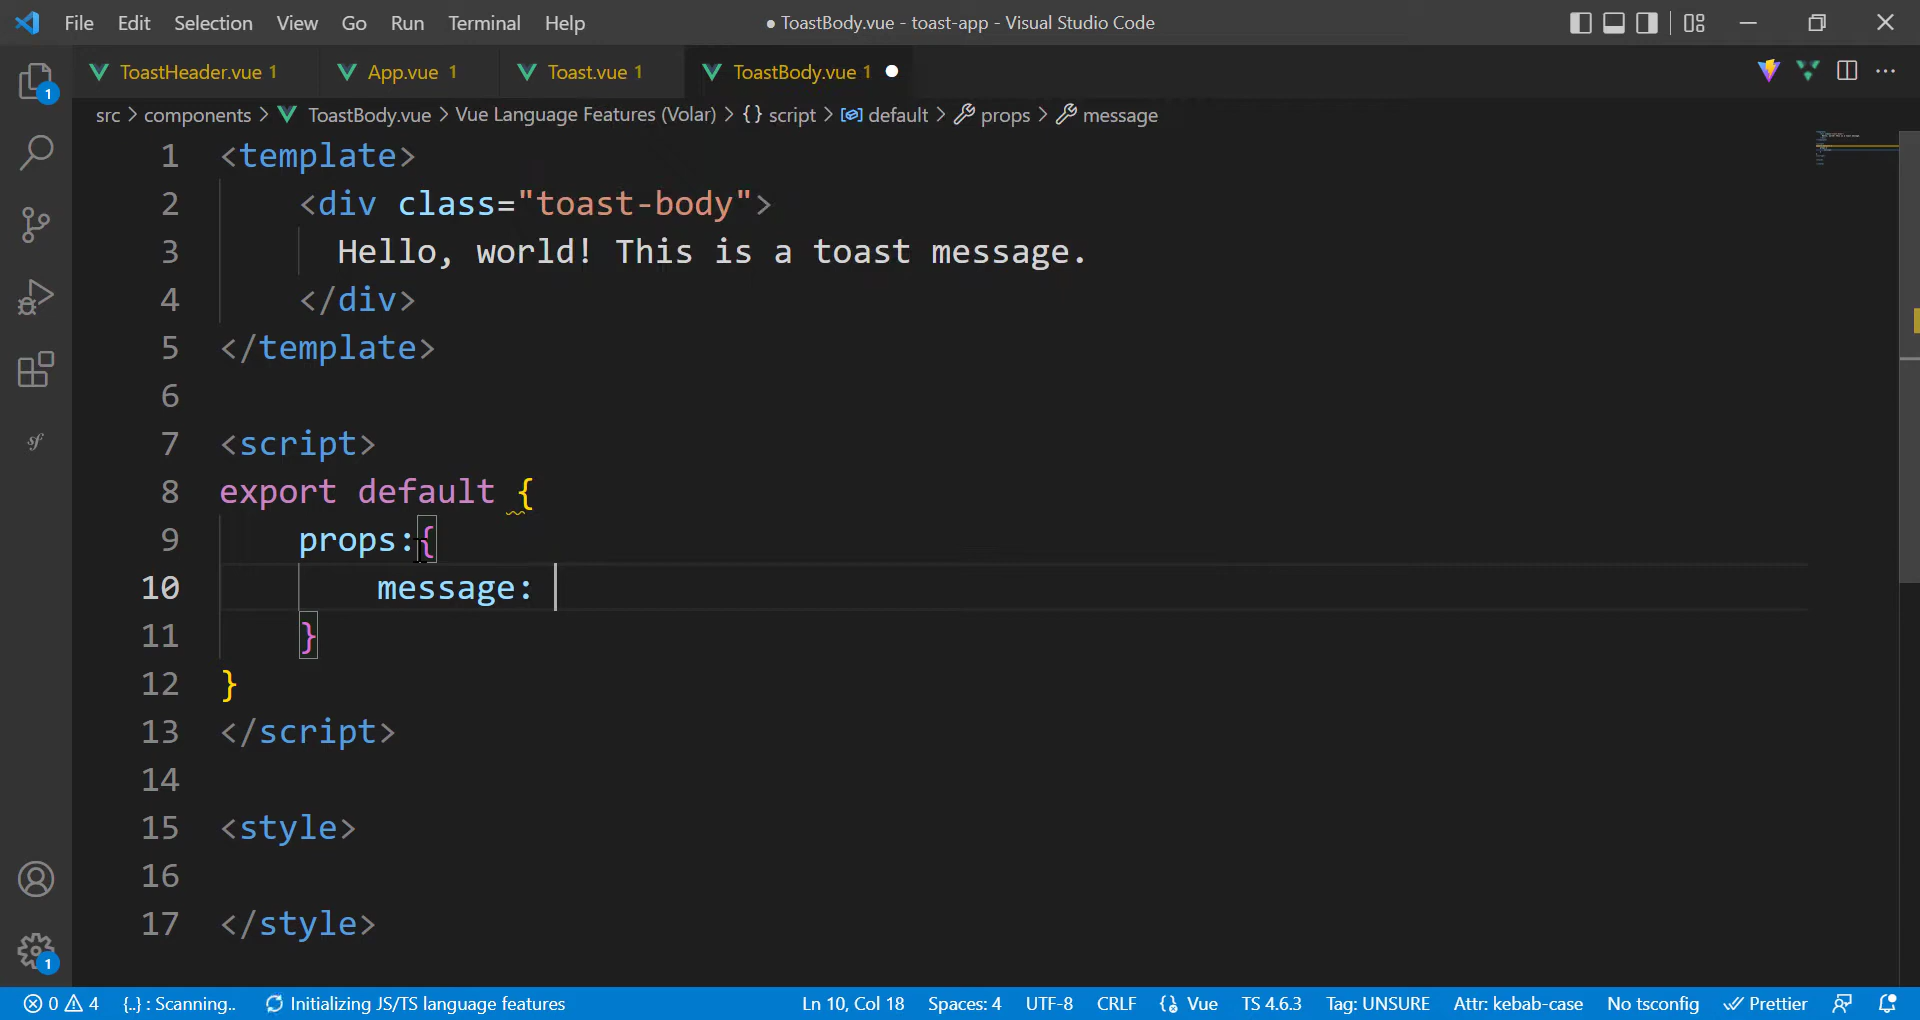 File Edit Selection View Go Run Terminal Help ● ToastBody.vue - toast-app - Visual Studio Code
ToastHeader.vue 1 App.vue 1 Toast.vue 1 ToastBody.vue 1 ●
src > components > ToastBody.vue > Vue Language Features (Volar) > {} script > default > props > message
1 <template>
2 <div class="toast-body">
3 Hello, world! This is a toast message.
4 </div>
5 </template>
6
7 <script>
8 export default {
9 props:{
10 message:
11 }
12 }
13 </script>
14
15 <style>
16
17 </style>
1
sf
1
0 4 {..} : Scanning.. Initializing JS/TS language features Ln 10, Col 18 Spaces: 4 UTF-8 CRLF Vue TS 4.6.3 Tag: UNSURE Attr: kebab-case No tsconfig Prettier